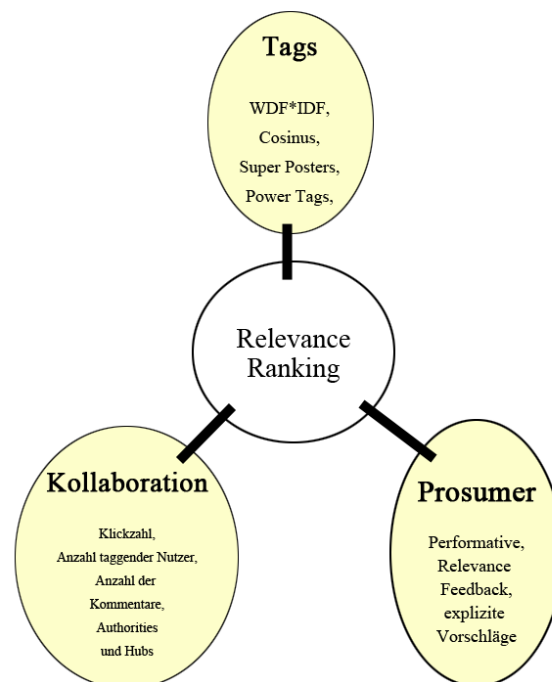 Tags
WDF*IDF,
Cosinus,
Super Posters,
Power Tags,
Relevance
Ranking
Kollaboration
Klickzahl,
Anzahl taggender Nutzer,
Anzahl der
Kommentare,
Authorities
und Hubs
Prosumer
Performative,
Relevance
Feedback,
explizite
Vorschläge